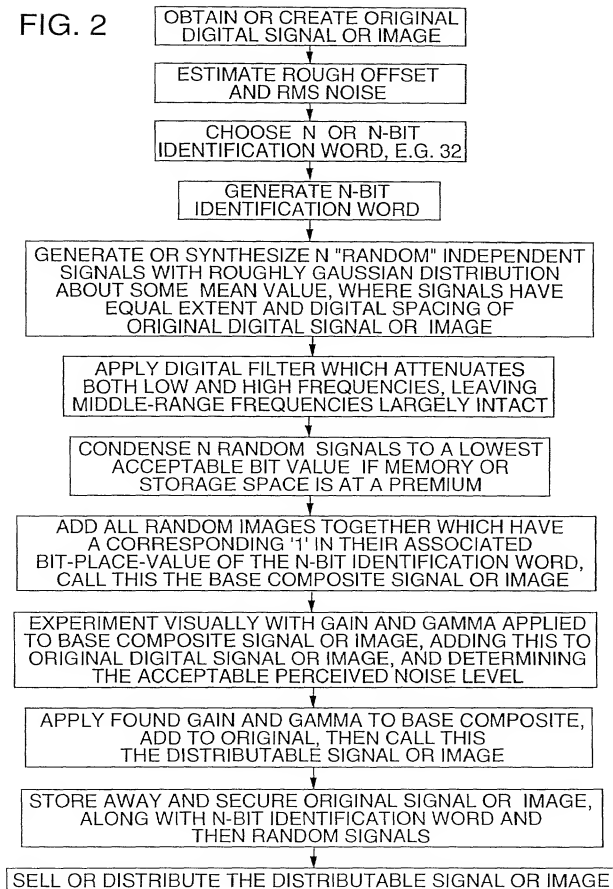 FIG. 2
OBTAIN OR CREATE ORIGINAL
DIGITAL SIGNAL OR IMAGE
ESTIMATE ROUGH OFFSET
AND RMS NOISE
CHOOSE N OR N-BIT
IDENTIFICATION WORD, E.G. 32
GENERATE N-BIT
IDENTIFICATION WORD
GENERATE OR SYNTHESIZE N "RANDOM" INDEPENDENT
SIGNALS WITH ROUGHLY GAUSSIAN DISTRIBUTION
ABOUT SOME MEAN VALUE, WHERE SIGNALS HAVE
EQUAL EXTENT AND DIGITAL SPACING OF
ORIGINAL DIGITAL SIGNAL OR IMAGE
APPLY DIGITAL FILTER WHICH ATTENUATES
BOTH LOW AND HIGH FREQUENCIES, LEAVING
MIDDLE-RANGE FREQUENCIES LARGELY INTACT
CONDENSE N RANDOM SIGNALS TO A LOWEST
ACCEPTABLE BIT VALUE IF MEMORY OR
STORAGE SPACE IS AT A PREMIUM
ADD ALL RANDOM IMAGES TOGETHER WHICH HAVE
A CORRESPONDING '1' IN THEIR ASSOCIATED
BIT-PLACE-VALUE OF THE N-BIT IDENTIFICATION WORD,
CALL THIS THE BASE COMPOSITE SIGNAL OR IMAGE
EXPERIMENT VISUALLY WITH GAIN AND GAMMA APPLIED
TO BASE COMPOSITE SIGNAL OR IMAGE, ADDING THIS TO
ORIGINAL DIGITAL SIGNAL OR IMAGE, AND DETERMINING
THE ACCEPTABLE PERCEIVED NOISE LEVEL
APPLY FOUND GAIN AND GAMMA TO BASE COMPOSITE,
ADD TO ORIGINAL, THEN CALL THIS
THE DISTRIBUTABLE SIGNAL OR IMAGE
STORE AWAY AND SECURE ORIGINAL SIGNAL OR IMAGE,
ALONG WITH N-BIT IDENTIFICATION WORD AND
THEN RANDOM SIGNALS
SELL OR DISTRIBUTE THE DISTRIBUTABLE SIGNAL OR IMAGE